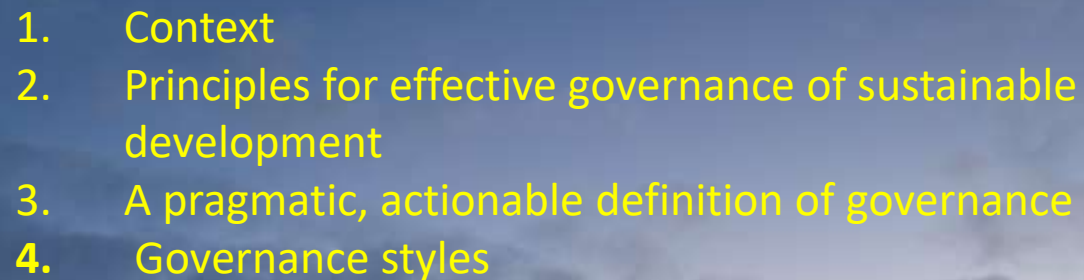 1. Context
2. Principles for effective governance of sustainable
development
3. A pragmatic, actionable definition of governance
4. Governance styles